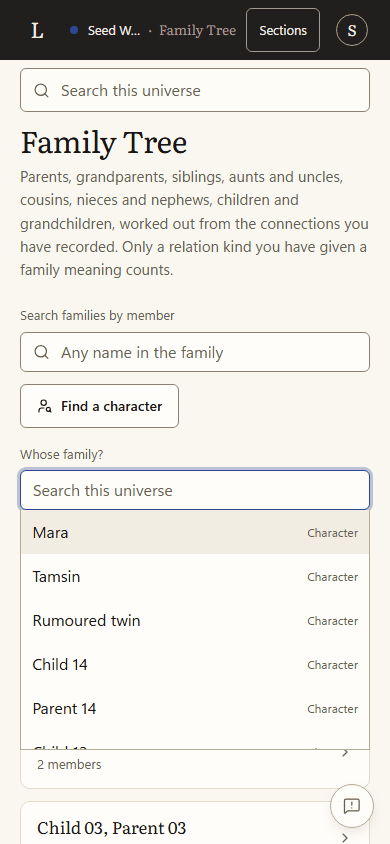 L
Seed W... · Family Tree
Sections
S
Search this universe
Family Tree
Parents, grandparents, siblings, aunts and uncles,
cousins, nieces and nephews, children and
grandchildren, worked out from the connections you
have recorded. Only a relation kind you have given a
family meaning counts.
Search families by member
Any name in the family
Find a character
Whose family?
Search this universe
Mara Character
Tamsin Character
Rumoured twin Character
Child 14 Character
Parent 14 Character
2 members
Child 03, Parent 03